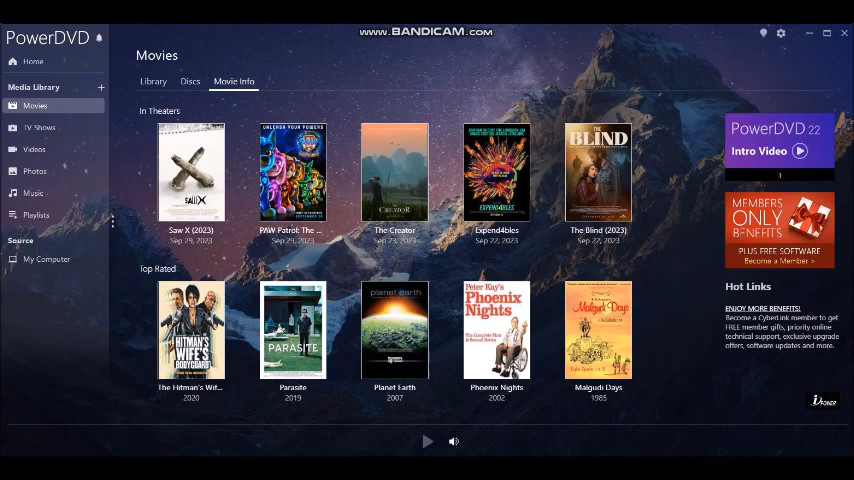 www.BANDICAM.com
PowerDVD
Home
Media Library
Movies
TV Shows
Videos
Photos
Music
Playlists
Source
My Computer
Movies
Library Discs Movie Info
In Theaters
UNLEASH YOUR POWERS
SAW X
CREATOR
EXPEND4BLES
THE BLIND
Saw X (2023) PAW Patrol: The ... The Creator Expend4bles The Blind (2023)
Sep 29, 2023 Sep 29, 2023 Sep 23, 2023 Sep 22, 2023 Sep 22, 2023
Top Rated
HITMAN'S
WIFE'S
BODYGUARD
PARASITE
planet earth
Peter Kay's
Phoenix
Nights
Malgudi Days
The Hitman's Wif... Parasite Planet Earth Phoenix Nights Malgudi Days
2020 2019 2007 2002 1985
PowerDVD 22
Intro Video
1
MEMBERS
ONLY
BENEFITS
PLUS FREE SOFTWARE
Become a Member >
Hot Links
ENJOY MORE BENEFITS!
Become a CyberLink member to get
FREE member gifts, priority online
technical support, exclusive upgrade
offers, software updates and more.